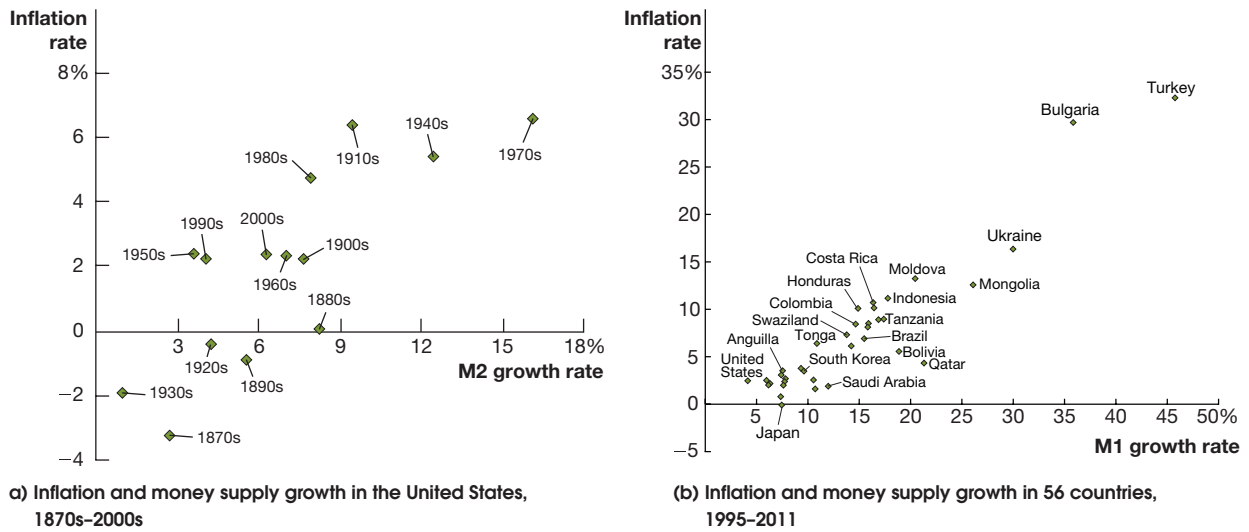 Inflation
rate
8%
6
4
2
0
−2
−4
3
6
9
12
15
18%
M2 growth rate
1940s
1910s
1970s
1980s
1990s
2000s
1950s
1900s
1960s
1880s
1920s
1890s
1930s
1870s
a) Inflation and money supply growth in the United States,
1870s–2000s
Inflation
rate
35%
30
25
20
15
10
5
0
−5
5
10
15
20
25
30
35
40
45
50%
M1 growth rate
Turkey
Bulgaria
Ukraine
Costa Rica
Moldova
Honduras
Mongolia
Indonesia
Colombia
Swaziland
Tanzania
Tonga
Brazil
Anguilla
Bolivia
United
States
South Korea
Qatar
Saudi Arabia
Japan
(b) Inflation and money supply growth in 56 countries,
1995–2011